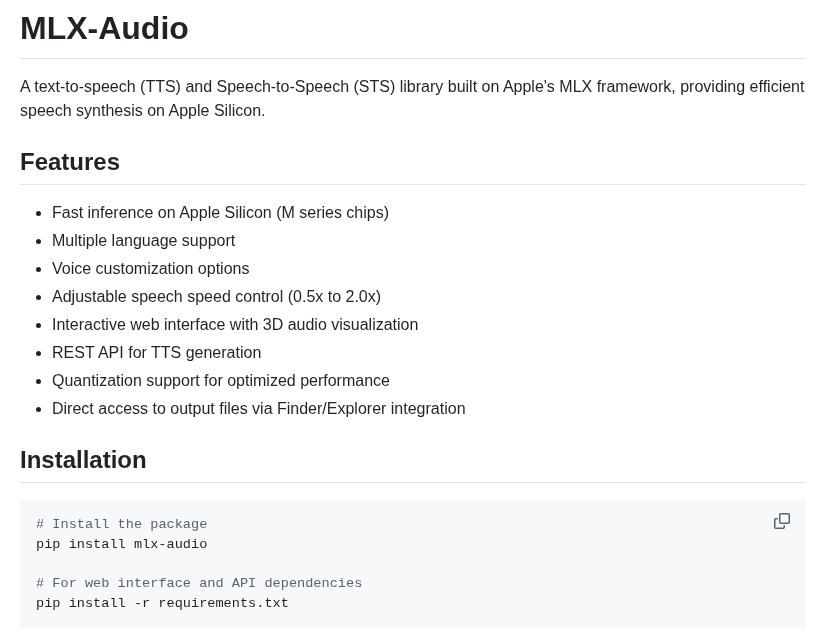 MLX-Audio
A text-to-speech (TTS) and Speech-to-Speech (STS) library built on Apple's MLX framework, providing efficient
speech synthesis on Apple Silicon.
Features
Fast inference on Apple Silicon (M series chips)
Multiple language support
Voice customization options
Adjustable speech speed control (0.5x to 2.0x)
Interactive web interface with 3D audio visualization
REST API for TTS generation
Quantization support for optimized performance
Direct access to output files via Finder/Explorer integration
Installation
# Install the package
pip install mlx-audio
# For web interface and API dependencies
pip install -r requirements.txt